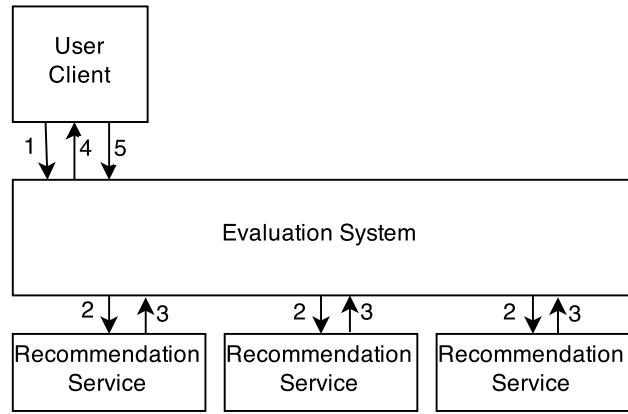 User
Client
1
4
5
Evaluation System
2
3
2
3
2
3
Recommendation
Service
Recommendation
Service
Recommendation
Service